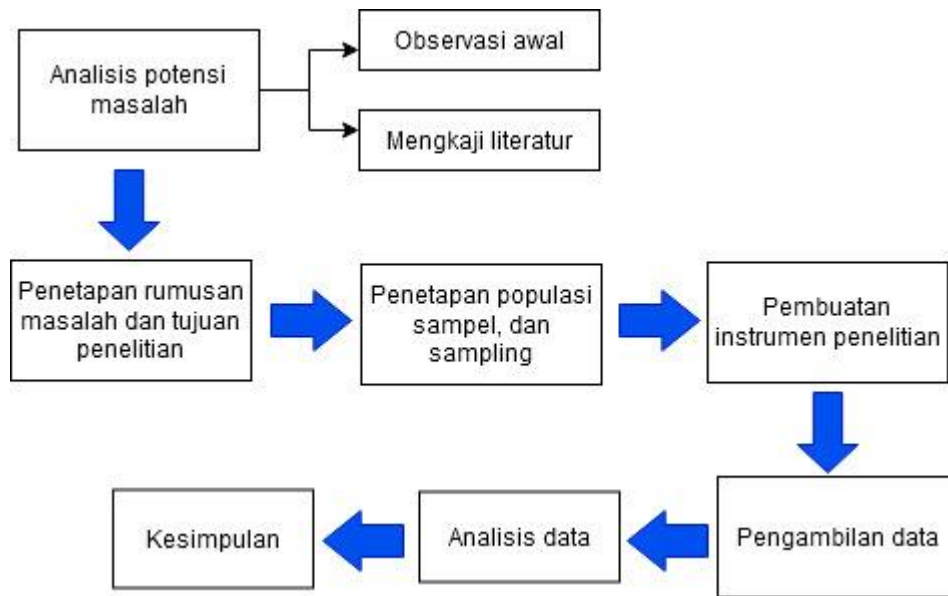 Analisis potensi
masalah
Observasi awal
Mengkaji literatur
Penetapan rumusan
masalah dan tujuan
penelitian
Penetapan populasi
sampel, dan
sampling
Pembuatan
instrumen penelitian
Pengambilan data
Analisis data
Kesimpulan